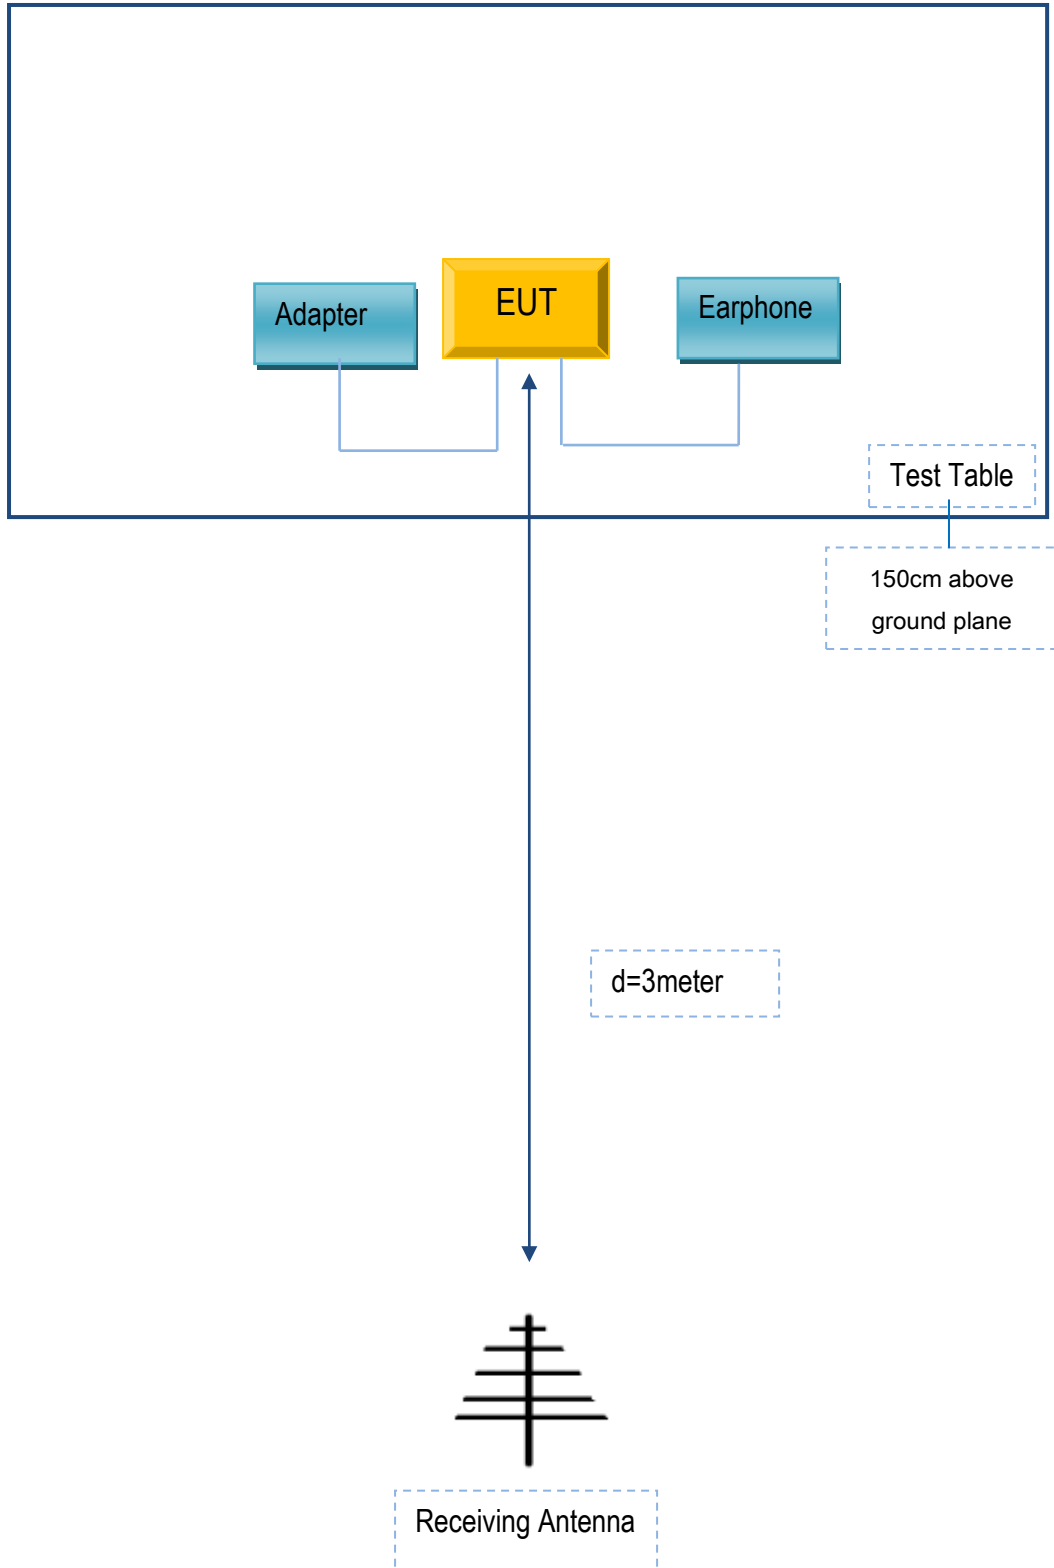 EUT
Adapter
Earphone
Test Table
150cm above
ground plane
d=3meter
Receiving Antenna